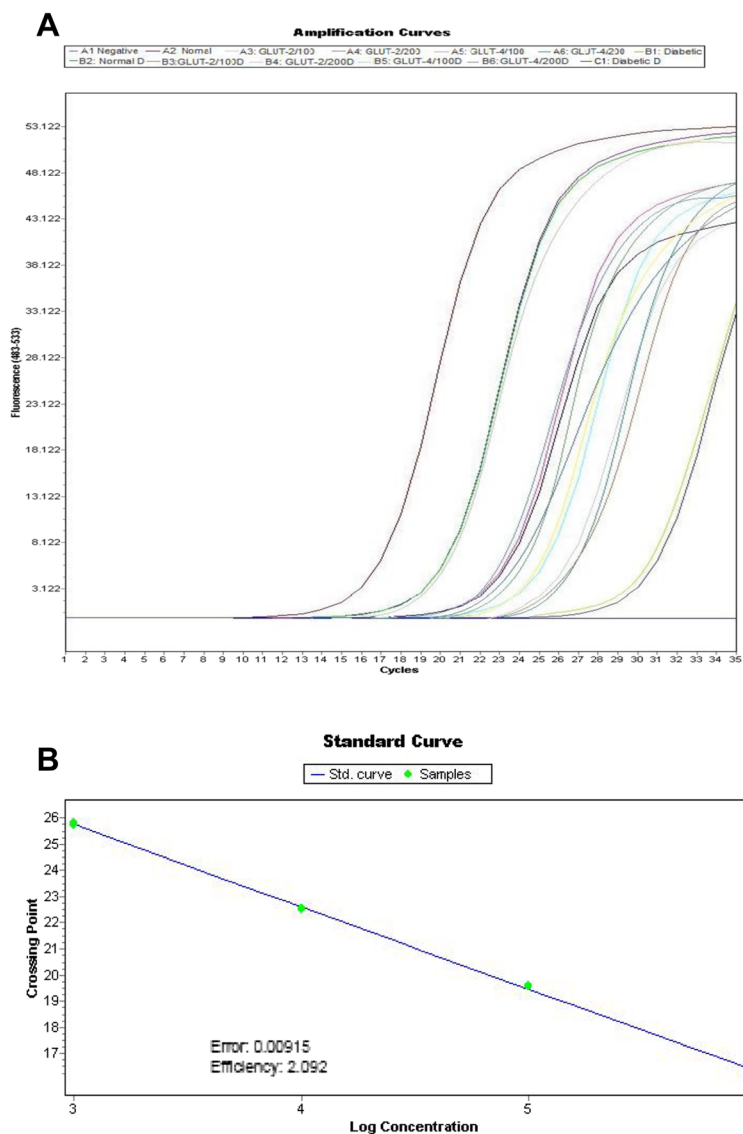 A
Amplification Curves
A1 Negative A2: Nomal A3: GLUT-2/100 A4: GLUT-2/200 A5: GLUT-4/100 A6: GLUT-4/200 B1: Diabetic
B2: Normal D B3:GLUT-2/100D B4: GLUT-2/200D B5: GLUT-4/100D B6:GLUT-4/200D C1: Diabetic D
53.122
48.122
43.122
38.122
33.122
28.122
23.122
18.122
13.122
8.122
3.122
Fluorescence (483-533)
1 2 3 4 5 6 7 8 9 10 11 12 13 14 15 16 17 18 19 20 21 22 23 24 25 26 27 28 29 30 31 32 33 34 35
Cycles
B
Standard Curve
Std. curve Samples
26
25
24
23
22
21
20
19
18
17
Crossing Point
Error: 0.00915
Efficiency: 2.092
3 4 5
Log Concentration